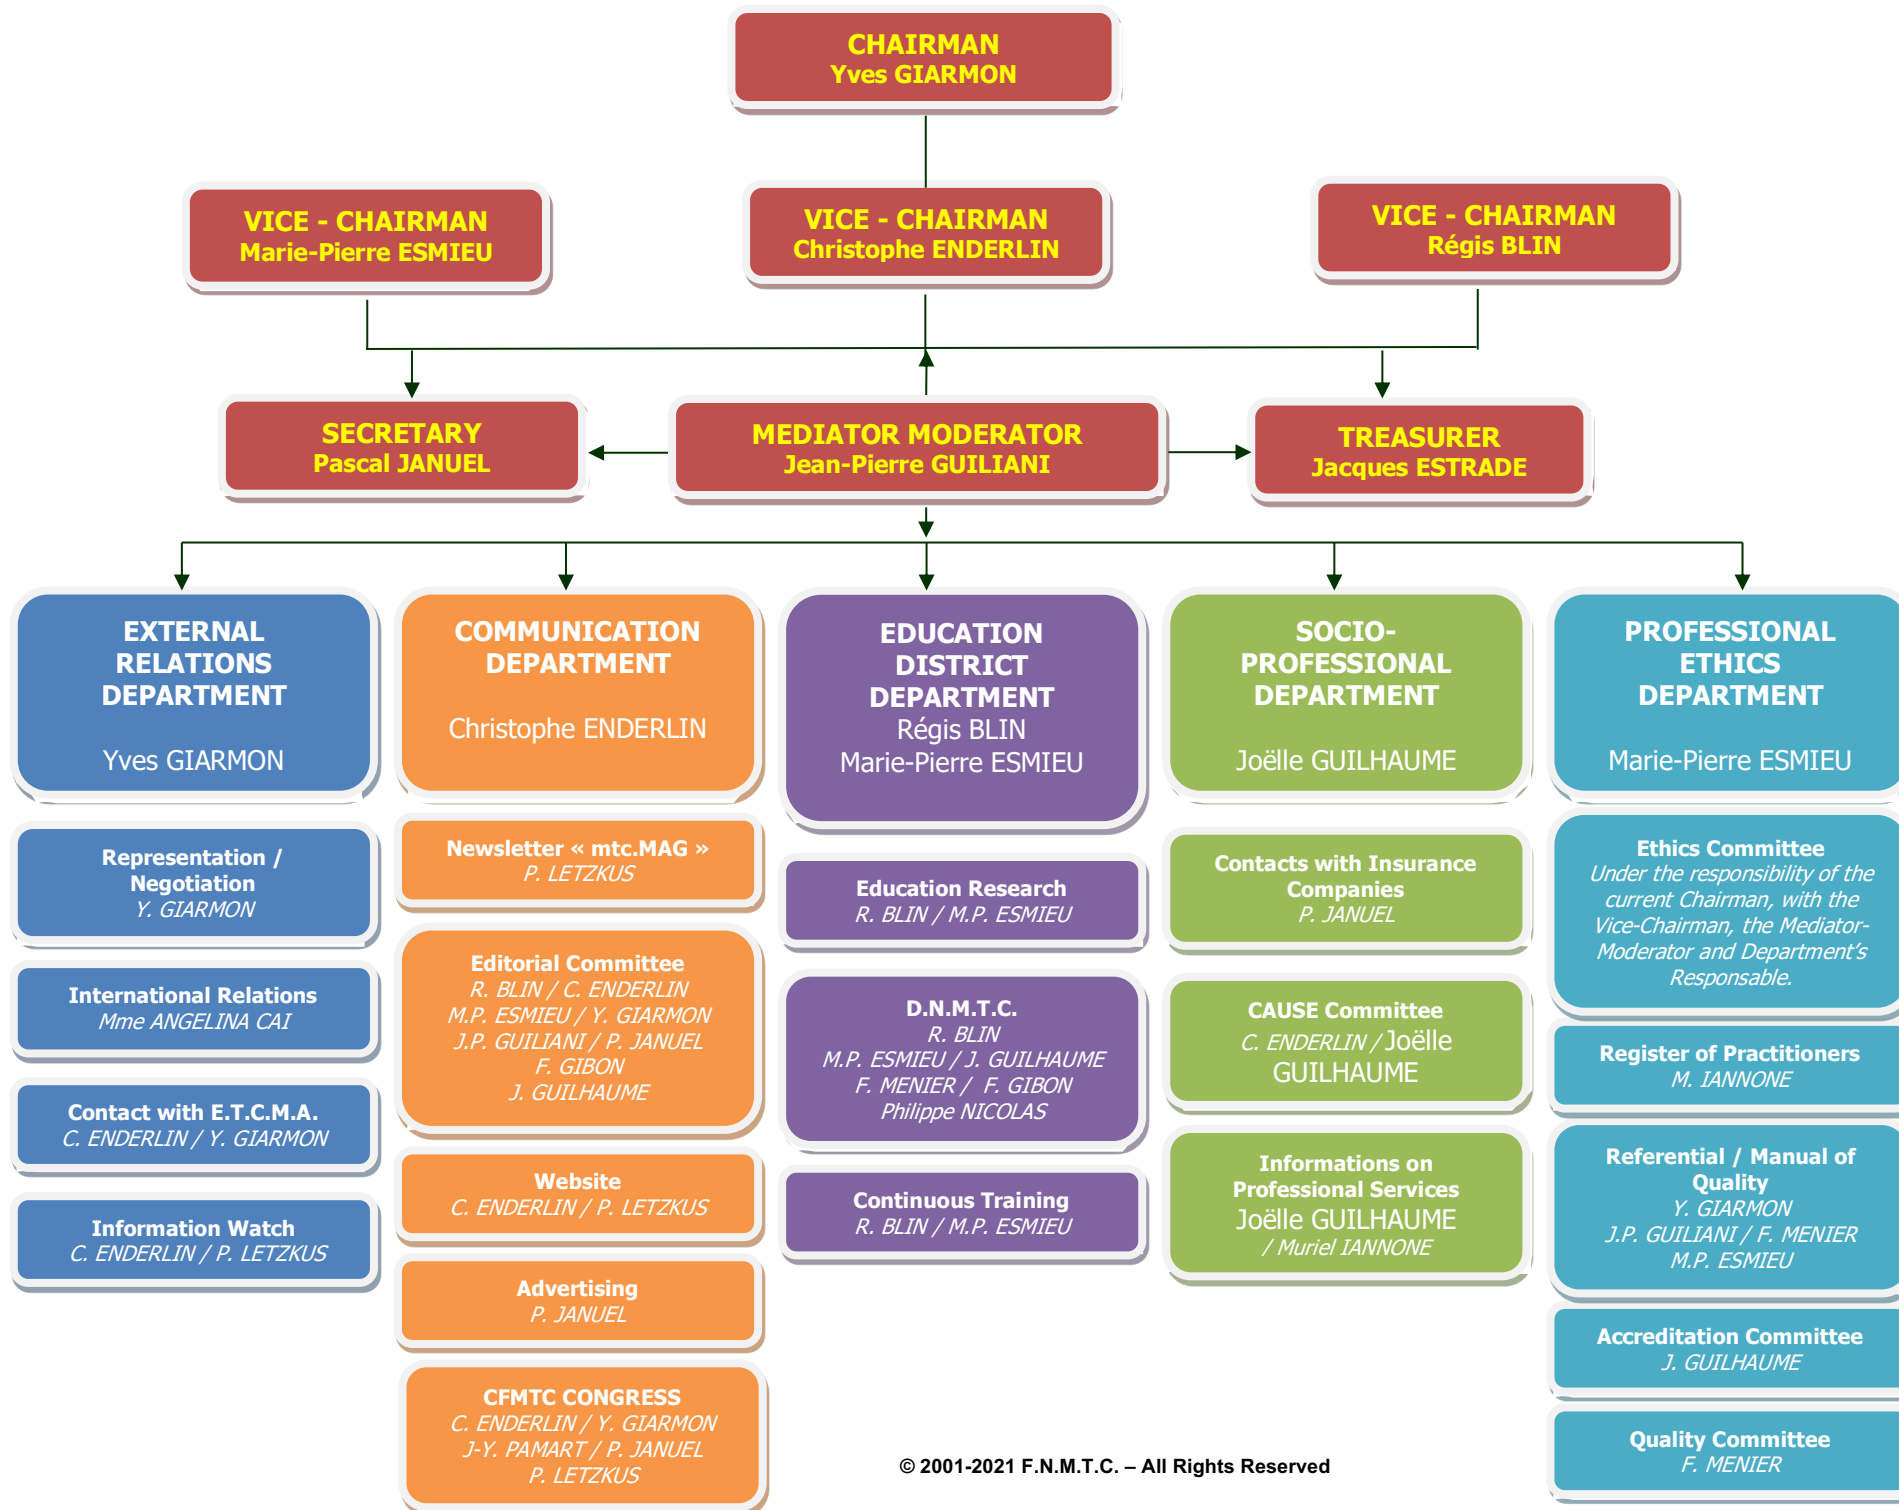 CHAIRMAN
Yves GIARMON
VICE - CHAIRMAN
Marie-Pierre ESMIEU
VICE - CHAIRMAN
Christophe ENDERLIN
VICE - CHAIRMAN
Régis BLIN
SECRETARY
Pascal JANUEL
MEDIATOR MODERATOR
Jean-Pierre GUILIANI
TREASURER
Jacques ESTRADE
EXTERNAL
RELATIONS
DEPARTMENT
Yves GIARMON
Representation /
Negotiation
Y. GIARMON
International Relations
Mme ANGELINA CAI
Contact with E.T.C.M.A.
C. ENDERLIN / Y. GIARMON
Information Watch
C. ENDERLIN / P. LETZKUS
COMMUNICATION
DEPARTMENT
Christophe ENDERLIN
Newsletter « mtc.MAG »
P. LETZKUS
Editorial Committee
R. BLIN / C. ENDERLIN
M.P. ESMIEU / Y. GIARMON
J.P. GUILIANI / P. JANUEL
F. GIBON
J. GUILHAUME
Website
C. ENDERLIN / P. LETZKUS
Advertising
P. JANUEL
CFMTC CONGRESS
C. ENDERLIN / Y. GIARMON
J-Y. PAMART / P. JANUEL
P. LETZKUS
EDUCATION
DISTRICT
DEPARTMENT
Régis BLIN
Marie-Pierre ESMIEU
Education Research
R. BLIN / M.P. ESMIEU
D.N.M.T.C.
R. BLIN
M.P. ESMIEU / J. GUILHAUME
F. MENIER / F. GIBON
Philippe NICOLAS
Continuous Training
R. BLIN / M.P. ESMIEU
SOCIO-
PROFESSIONAL
DEPARTMENT
Joëlle GUILHAUME
Contacts with Insurance
Companies
P. JANUEL
CAUSE Committee
C. ENDERLIN / Joëlle
GUILHAUME
Informations on
Professional Services
Joëlle GUILHAUME
/ Muriel IANNONE
PROFESSIONAL
ETHICS
DEPARTMENT
Marie-Pierre ESMIEU
Ethics Committee
Under the responsibility of the
current Chairman, with the
Vice-Chairman, the Mediator-
Moderator and Department's
Responsable.
Register of Practitioners
M. IANNONE
Referential / Manual of
Quality
Y. GIARMON
J.P. GUILIANI / F. MENIER
M.P. ESMIEU
Accreditation Committee
J. GUILHAUME
Quality Committee
F. MENIER
© 2001-2021 F.N.M.T.C. – All Rights Reserved